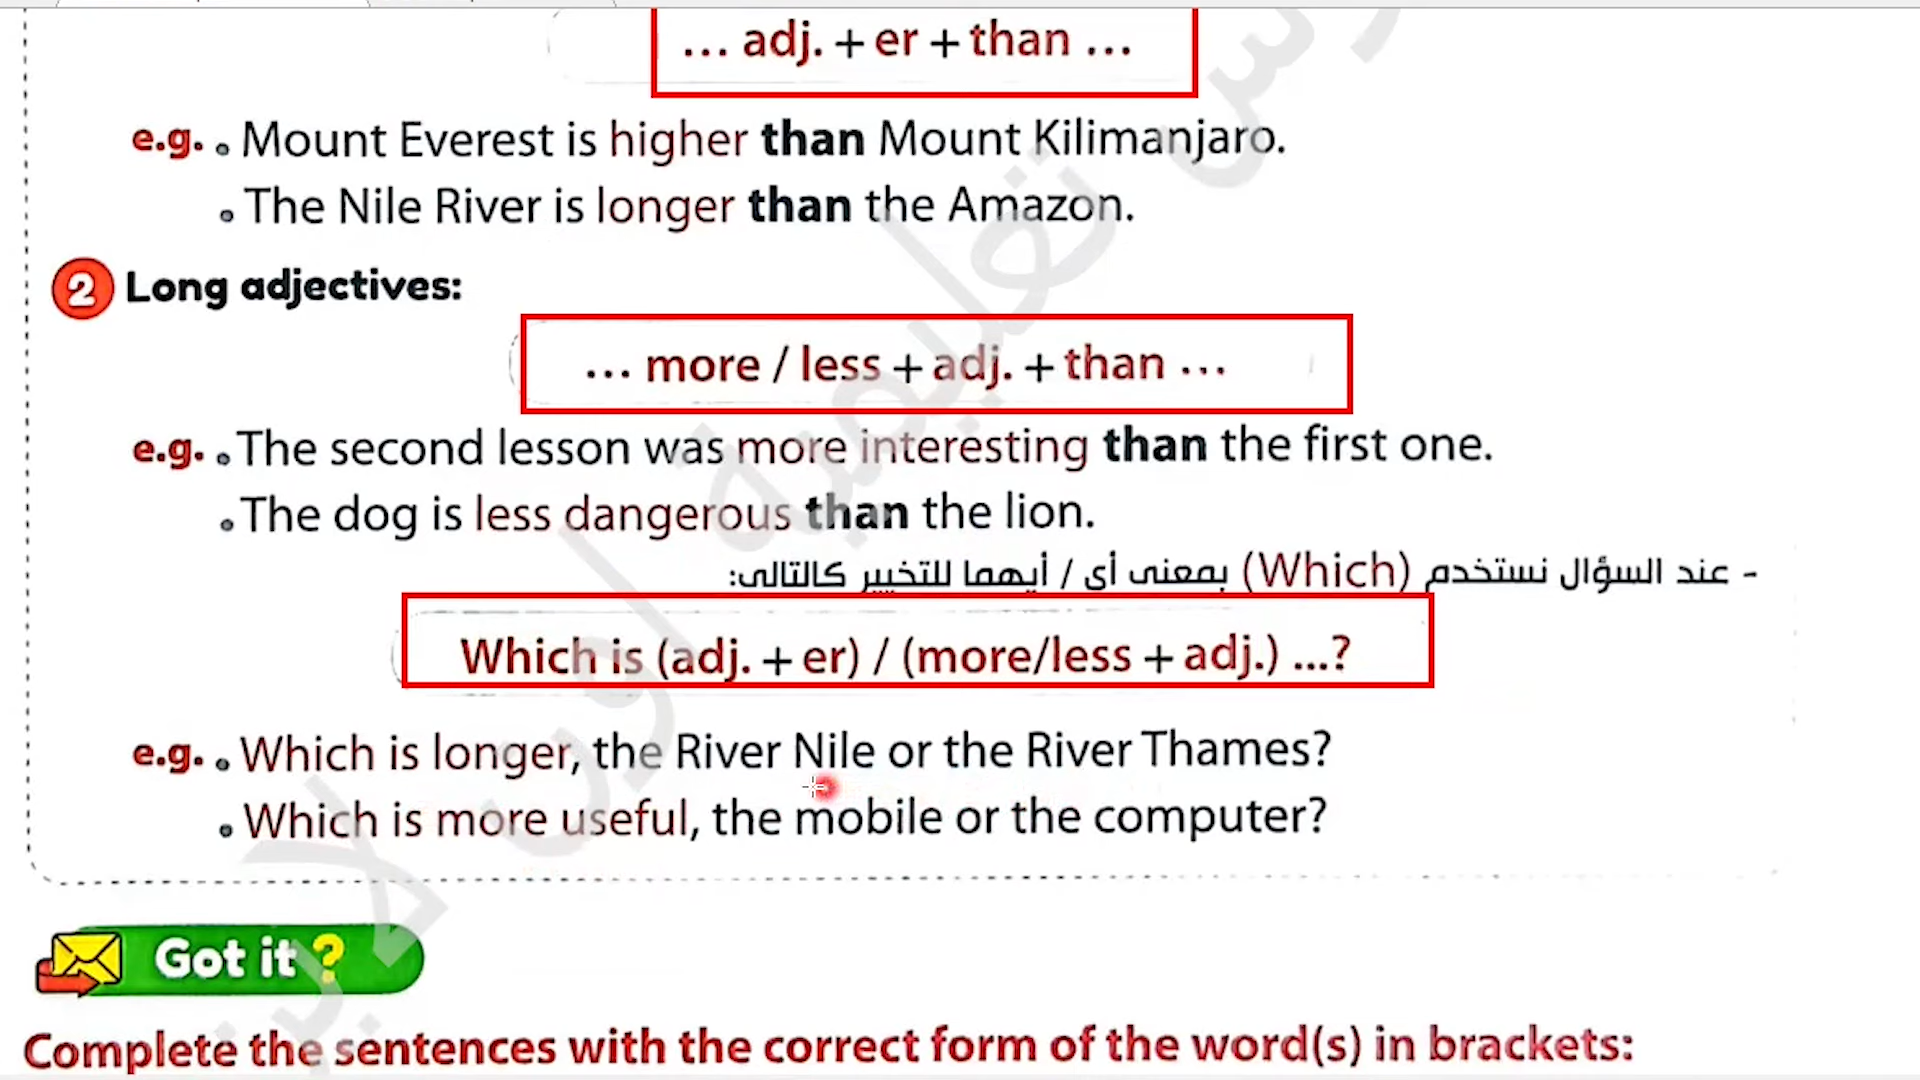 ... adj. + er + than ...
e.g. • Mount Everest is higher than Mount Kilimanjaro.
• The Nile River is longer than the Amazon.
2 Long adjectives:
... more / less + adj. + than ...
e.g. • The second lesson was more interesting than the first one.
• The dog is less dangerous than the lion.
- عند السؤال نستخدم (Which) بمعنى أى / أيهما للتخيير كالتالى:
Which is (adj. + er) / (more/less + adj.) ...?
e.g. • Which is longer, the River Nile or the River Thames?
• Which is more useful, the mobile or the computer?
Got it ?
Complete the sentences with the correct form of the word(s) in brackets: